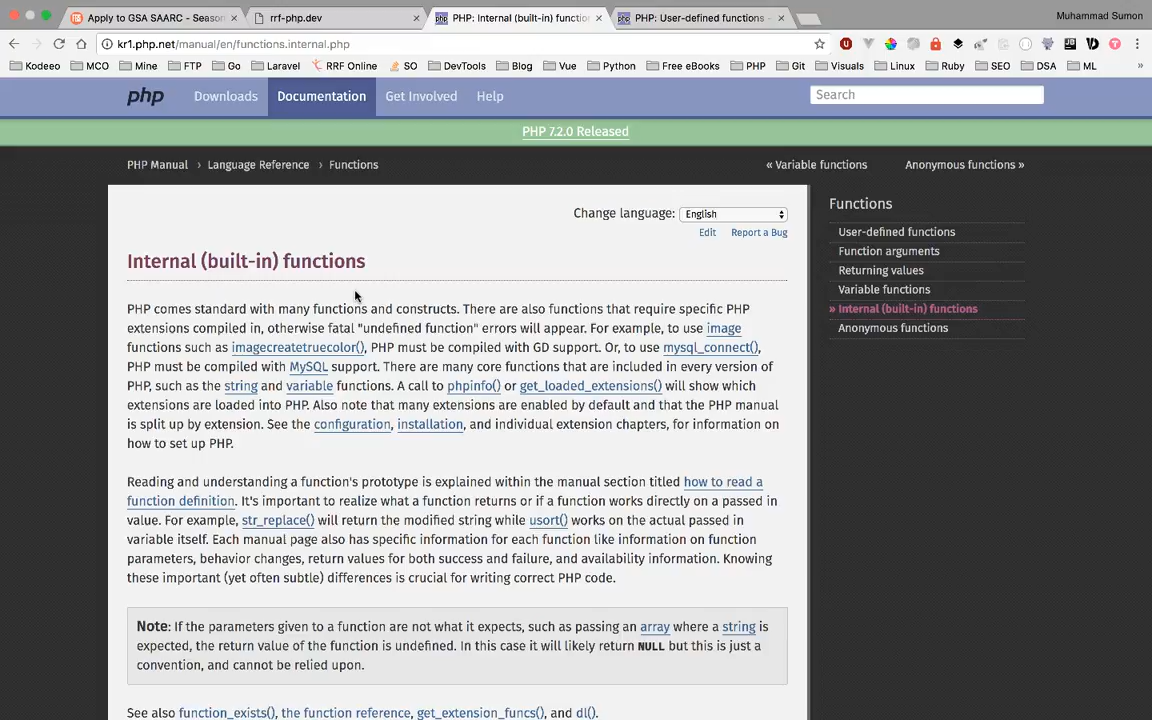 Apply to GSA SAARC - Season
rrf-php.dev
PHP: Internal (built-in) functio
PHP: User-defined functions -
Muhammad Sumon
kr1.php.net/manual/en/functions.internal.php
Kodeeo MCO Mine FTP Go Laravel RRF Online SO DevTools Blog Vue Python Free eBooks PHP Git Visuals Linux Ruby SEO DSA ML »
php Downloads Documentation Get Involved Help Search
PHP 7.2.0 Released
PHP Manual › Language Reference › Functions
« Variable functions Anonymous functions »
Change language: English
Edit Report a Bug
Internal (built-in) functions
PHP comes standard with many functions and constructs. There are also functions that require specific PHP
extensions compiled in, otherwise fatal "undefined function" errors will appear. For example, to use image
functions such as imagecreatetruecolor(), PHP must be compiled with GD support. Or, to use mysql_connect(),
PHP must be compiled with MySQL support. There are many core functions that are included in every version of
PHP, such as the string and variable functions. A call to phpinfo() or get_loaded_extensions() will show which
extensions are loaded into PHP. Also note that many extensions are enabled by default and that the PHP manual
is split up by extension. See the configuration, installation, and individual extension chapters, for information on
how to set up PHP.
Reading and understanding a function's prototype is explained within the manual section titled how to read a
function definition. It's important to realize what a function returns or if a function works directly on a passed in
value. For example, str_replace() will return the modified string while usort() works on the actual passed in
variable itself. Each manual page also has specific information for each function like information on function
parameters, behavior changes, return values for both success and failure, and availability information. Knowing
these important (yet often subtle) differences is crucial for writing correct PHP code.
Note: If the parameters given to a function are not what it expects, such as passing an array where a string is
expected, the return value of the function is undefined. In this case it will likely return NULL but this is just a
convention, and cannot be relied upon.
See also function_exists(), the function reference, get_extension_funcs(), and dl().
Functions
User-defined functions
Function arguments
Returning values
Variable functions
» Internal (built-in) functions
Anonymous functions